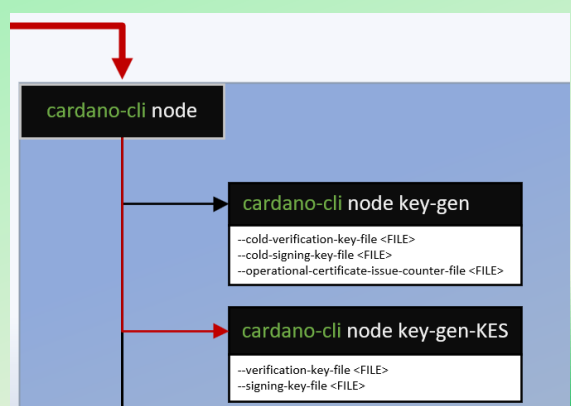 cardano-cli node
cardano-cli node key-gen
--cold-verification-key-file <FILE>
--cold-signing-key-file <FILE>
--operational-certificate-issue-counter-file <FILE>
cardano-cli node key-gen-KES
--verification-key-file <FILE>
--signing-key-file <FILE>